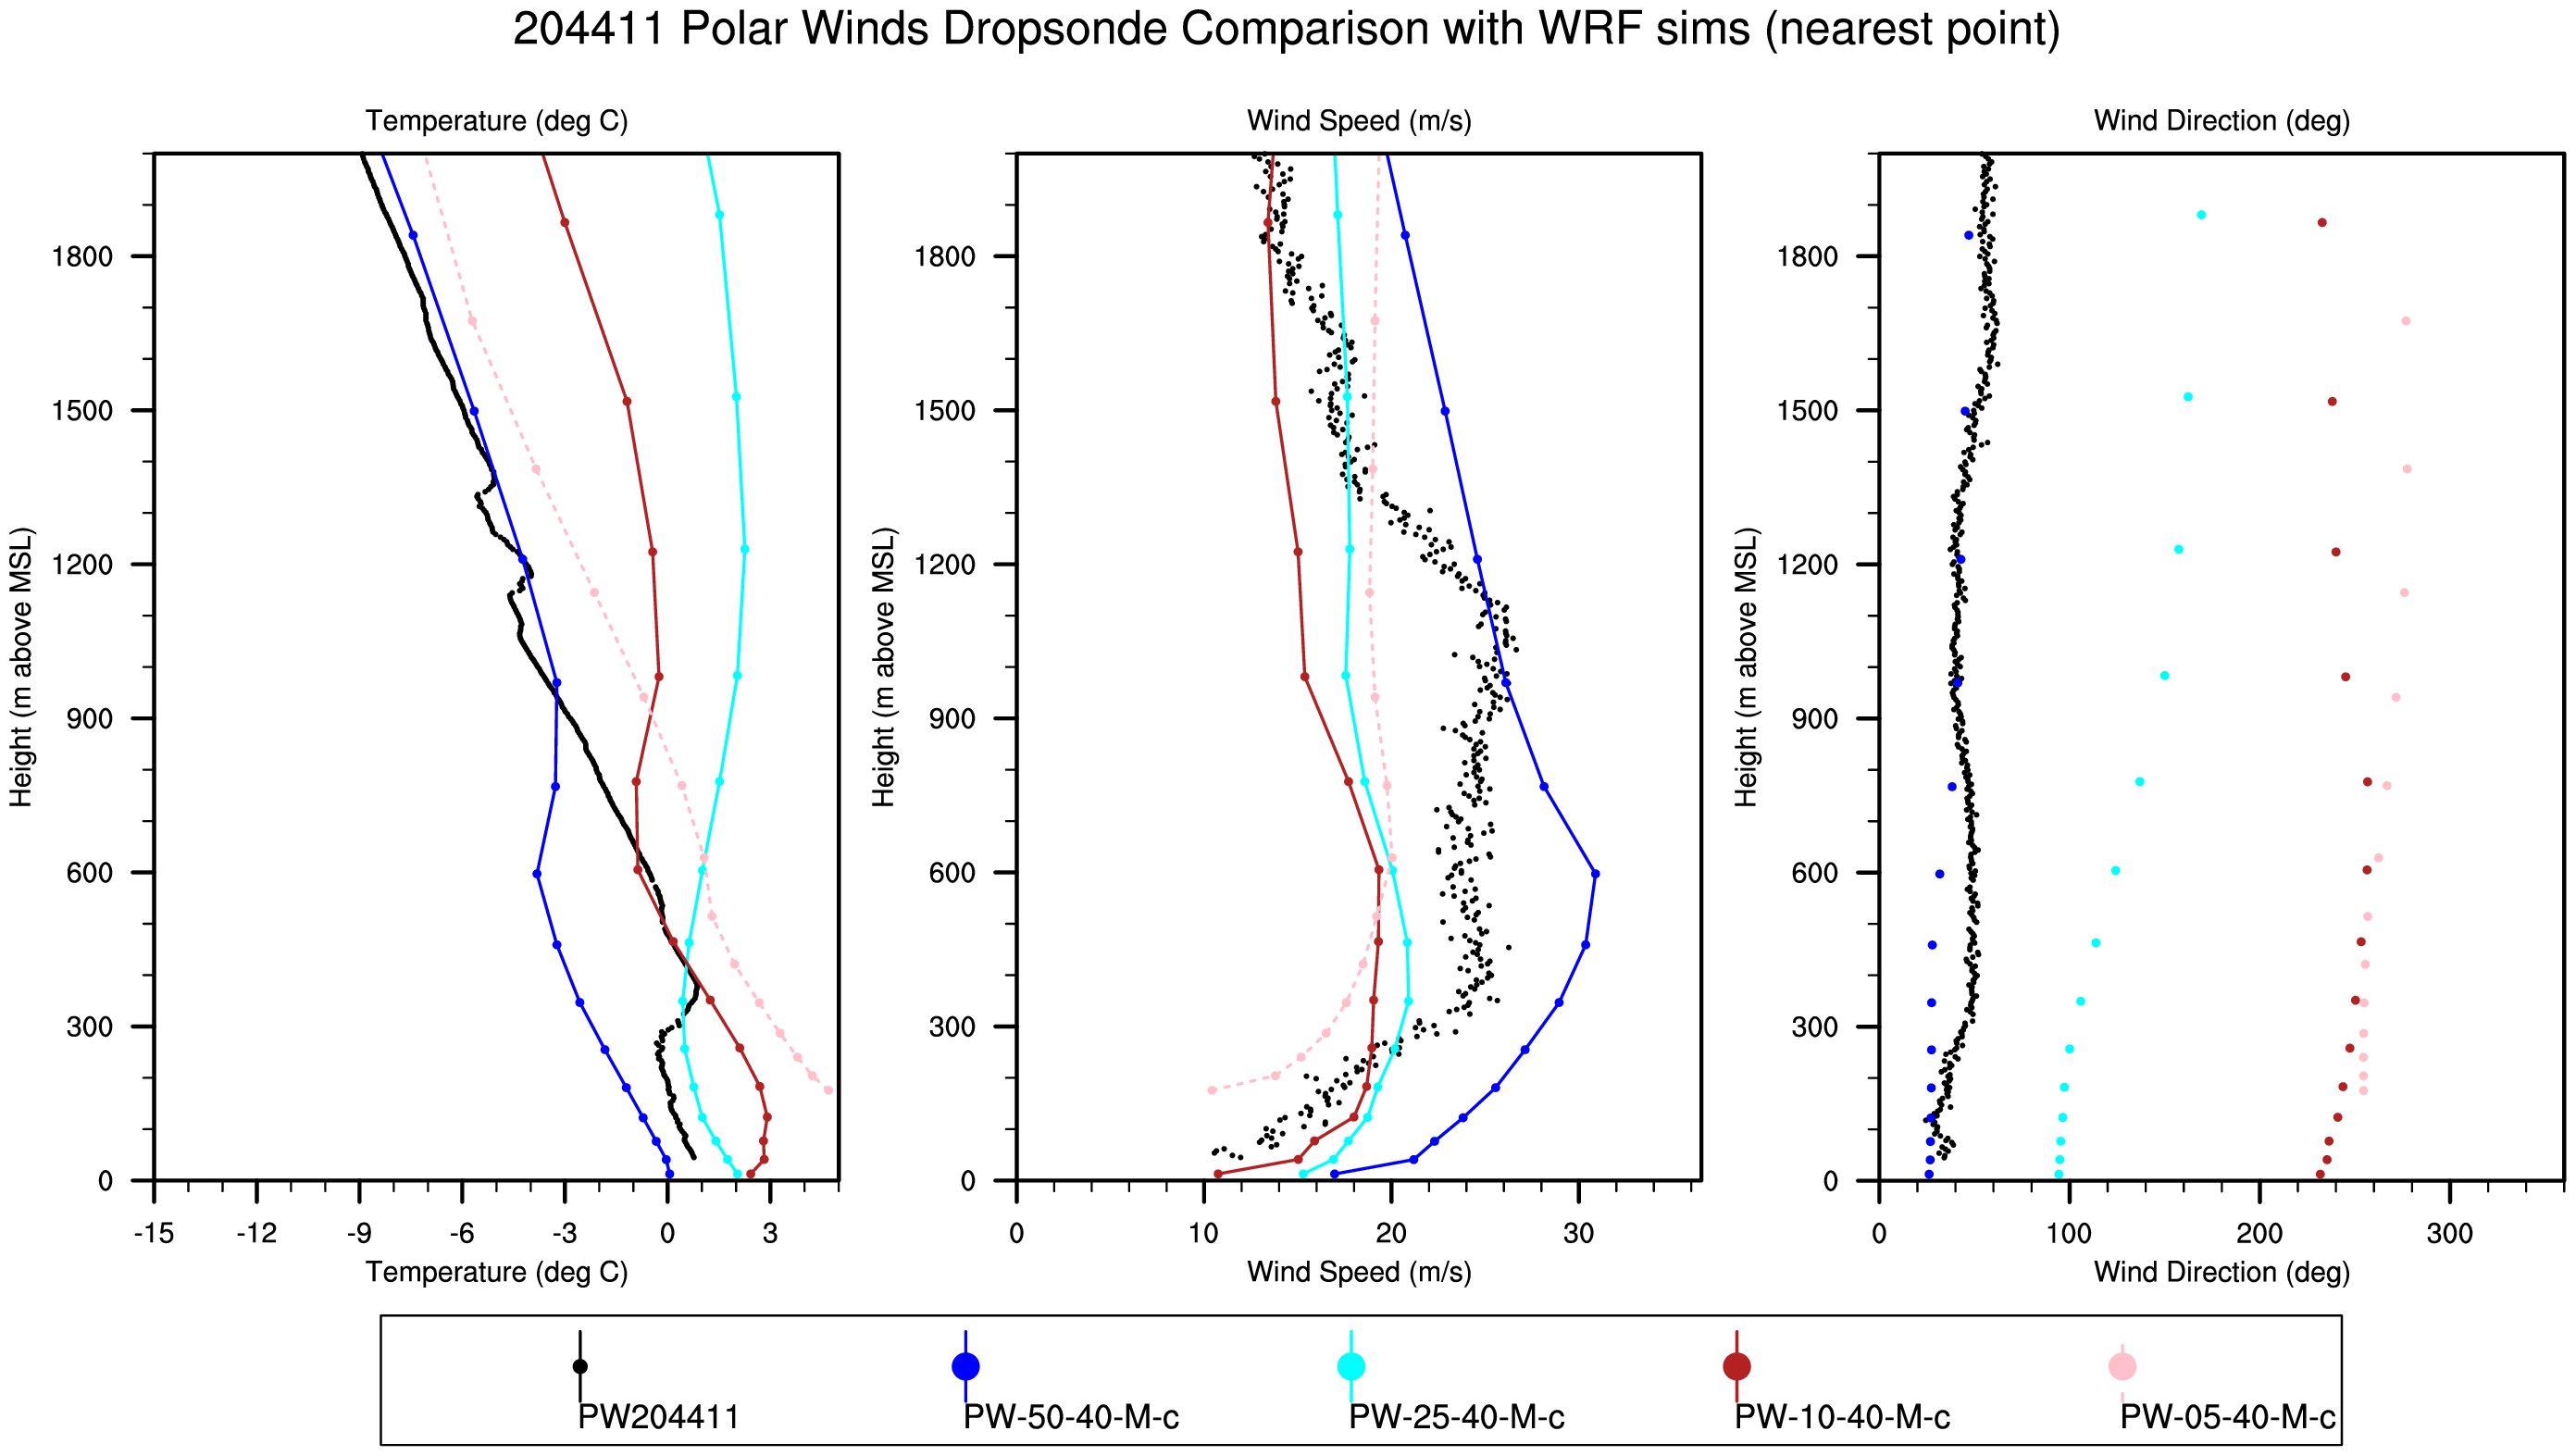 204411 Polar Winds Dropsonde Comparison with WRF sims (nearest point)
Temperature (deg C)
Wind Speed (m/s)
Wind Direction (deg)
Height (m above MSL)
1800
1500
1200
900
600
300
0
-15 -12 -9 -6 -3 0 3
Temperature (deg C)
Height (m above MSL)
1800
1500
1200
900
600
300
0
0 10 20 30
Wind Speed (m/s)
Height (m above MSL)
1800
1500
1200
900
600
300
0
0 100 200 300
Wind Direction (deg)
PW204411
PW-50-40-M-c
PW-25-40-M-c
PW-10-40-M-c
PW-05-40-M-c